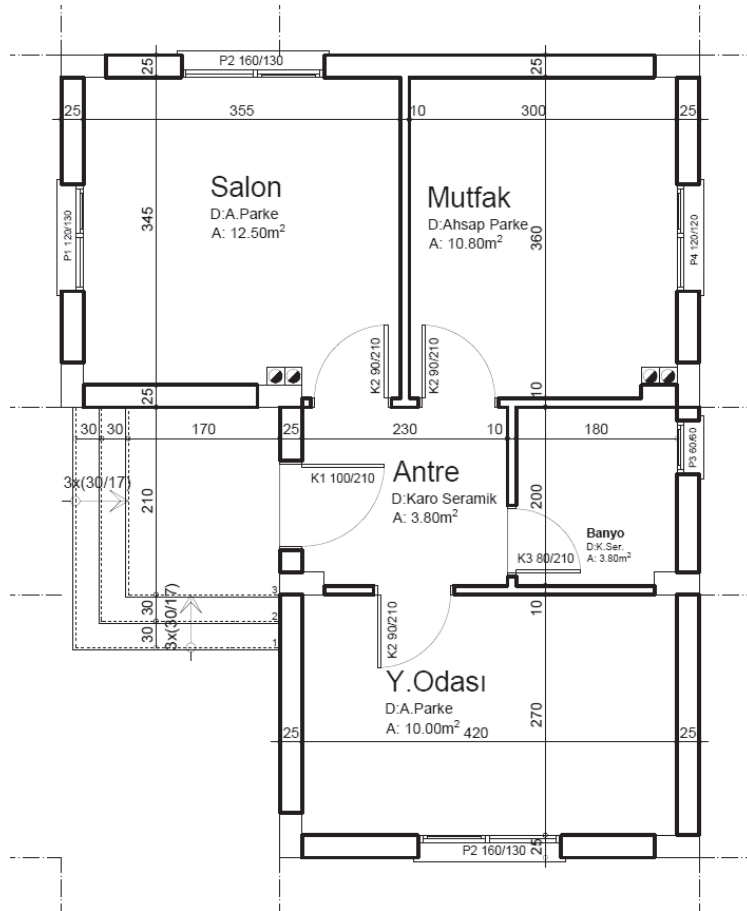 P2 160/130
25
25
25
355
10
300
25
Salon
D:A.Parke
A: 12.50m²
Mutfak
D:Ahsap Parke
A: 10.80m²
345
360
P1 120/130
P4 120/120
K2 90/210
K2 90/210
25
10
30
30
170
25
230
10
180
P3 60/60
3x(30/17)
K1 100/210
Antre
D:Karo Seramik
A: 3.80m²
210
200
Banyo
D:K.Ser.
A: 3.80m²
K3 80/210
3
2
1
30
30
3x(30/17)
10
K2 90/210
Y.Odası
D:A.Parke
A: 10.00m²
270
25
420
25
P2 160/130
25